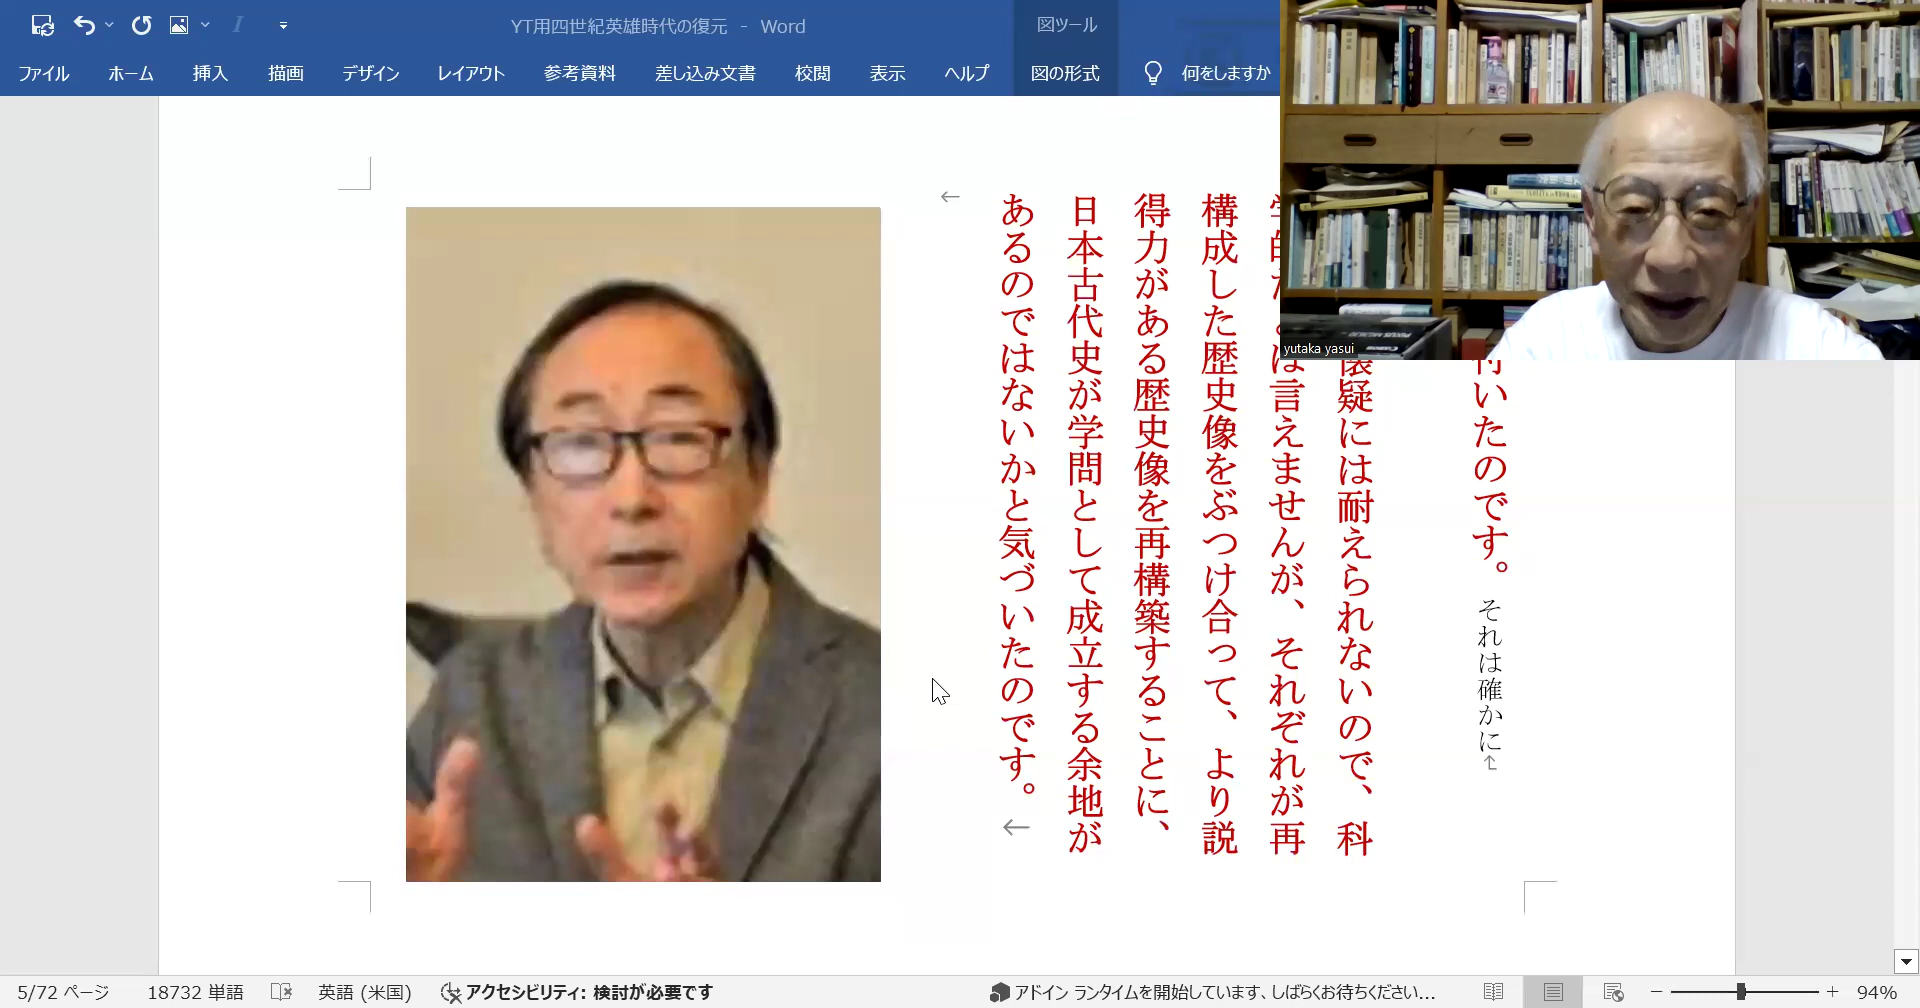 YT用四世紀英雄時代の復元 - Word
図ツール
ファイル
ホーム
挿入
描画
デザイン
レイアウト
参考資料
差し込み文書
校閲
表示
ヘルプ
図の形式
何をしますか
yutaka yasui
いたのです。それは確かに
懐疑には耐えられないので、科
は言えませんが、それぞれが再
構成した歴史像をぶつけ合って、より説
得力がある歴史像を再構築することに、
日本古代史が学問として成立する余地が
あるのではないかと気づいたのです。
5/72 ページ
18732 単語
英語 (米国)
アクセシビリティ: 検討が必要です
アドイン ランタイムを開始しています、しばらくお待ちください...
94%